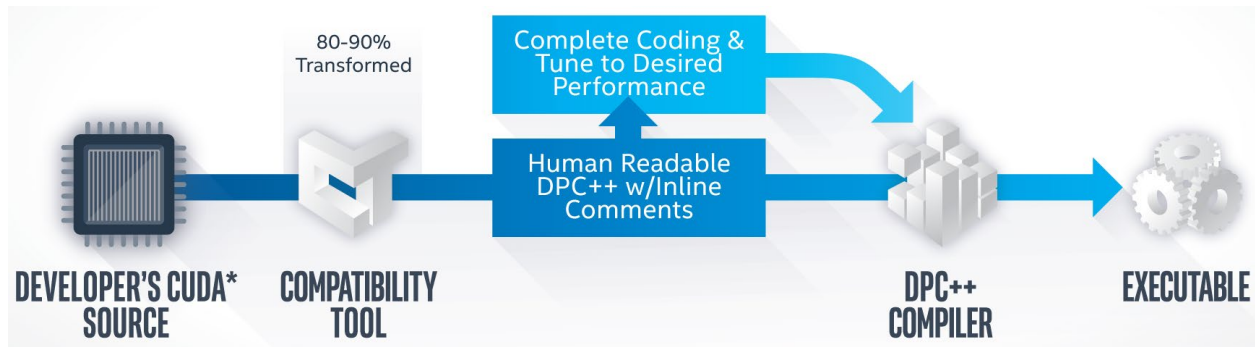 80-90%
Transformed
Complete Coding &
Tune to Desired
Performance
Human Readable
DPC++ w/Inline
Comments
DEVELOPER'S CUDA*
SOURCE
COMPATIBILITY
TOOL
DPC++
COMPILER
EXECUTABLE